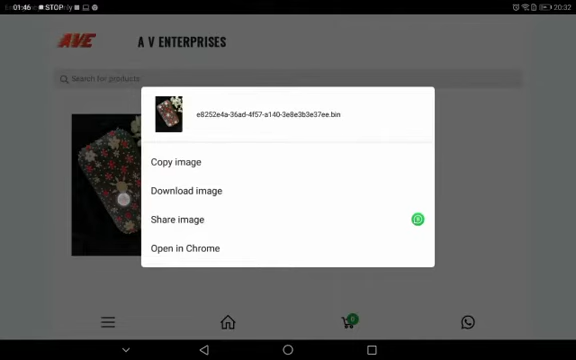 01:46 STOP
20:32
AVE
A V ENTERPRISES
Search for products
e8252e4a-36ad-4f57-a140-3e8e3b3e37ee.bin
Copy image
Download image
Share image
Open in Chrome
0